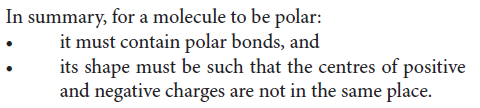 In summary, for a molecule to be polar:
• it must contain polar bonds, and
• its shape must be such that the centres of positive
and negative charges are not in the same place.